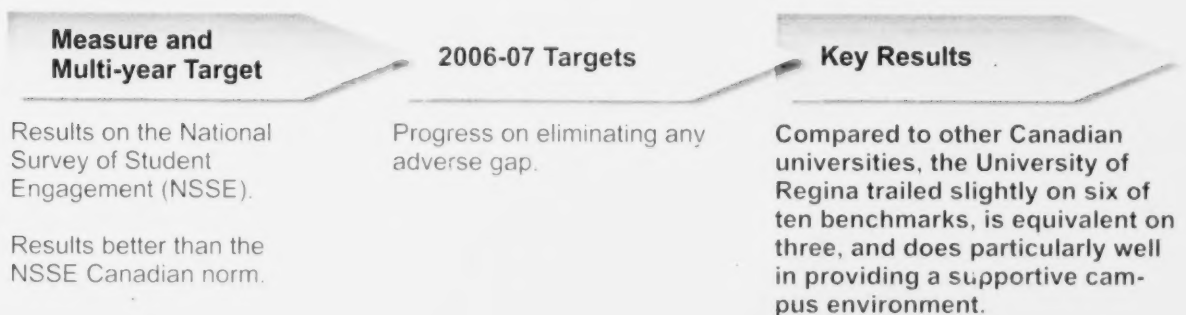 Measure and
Multi-year Target
2006-07 Targets
Key Results
Results on the National
Survey of Student
Engagement (NSSE).
Results better than the
NSSE Canadian norm.
Progress on eliminating any
adverse gap.
Compared to other Canadian
universities, the University of
Regina trailed slightly on six of
ten benchmarks, is equivalent on
three, and does particularly well
in providing a supportive cam-
pus environment.